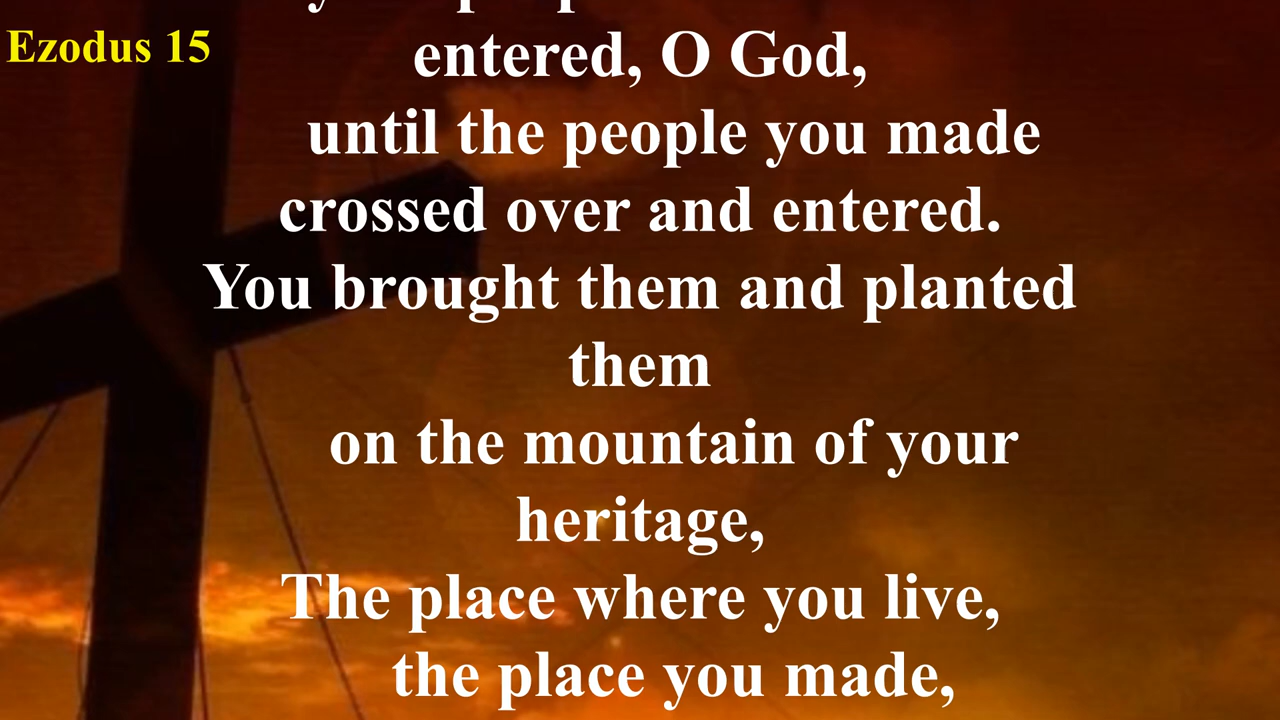 Ezodus 15
entered, O God,
until the people you made
crossed over and entered.
You brought them and planted
them
on the mountain of your
heritage,
The place where you live,
the place you made,